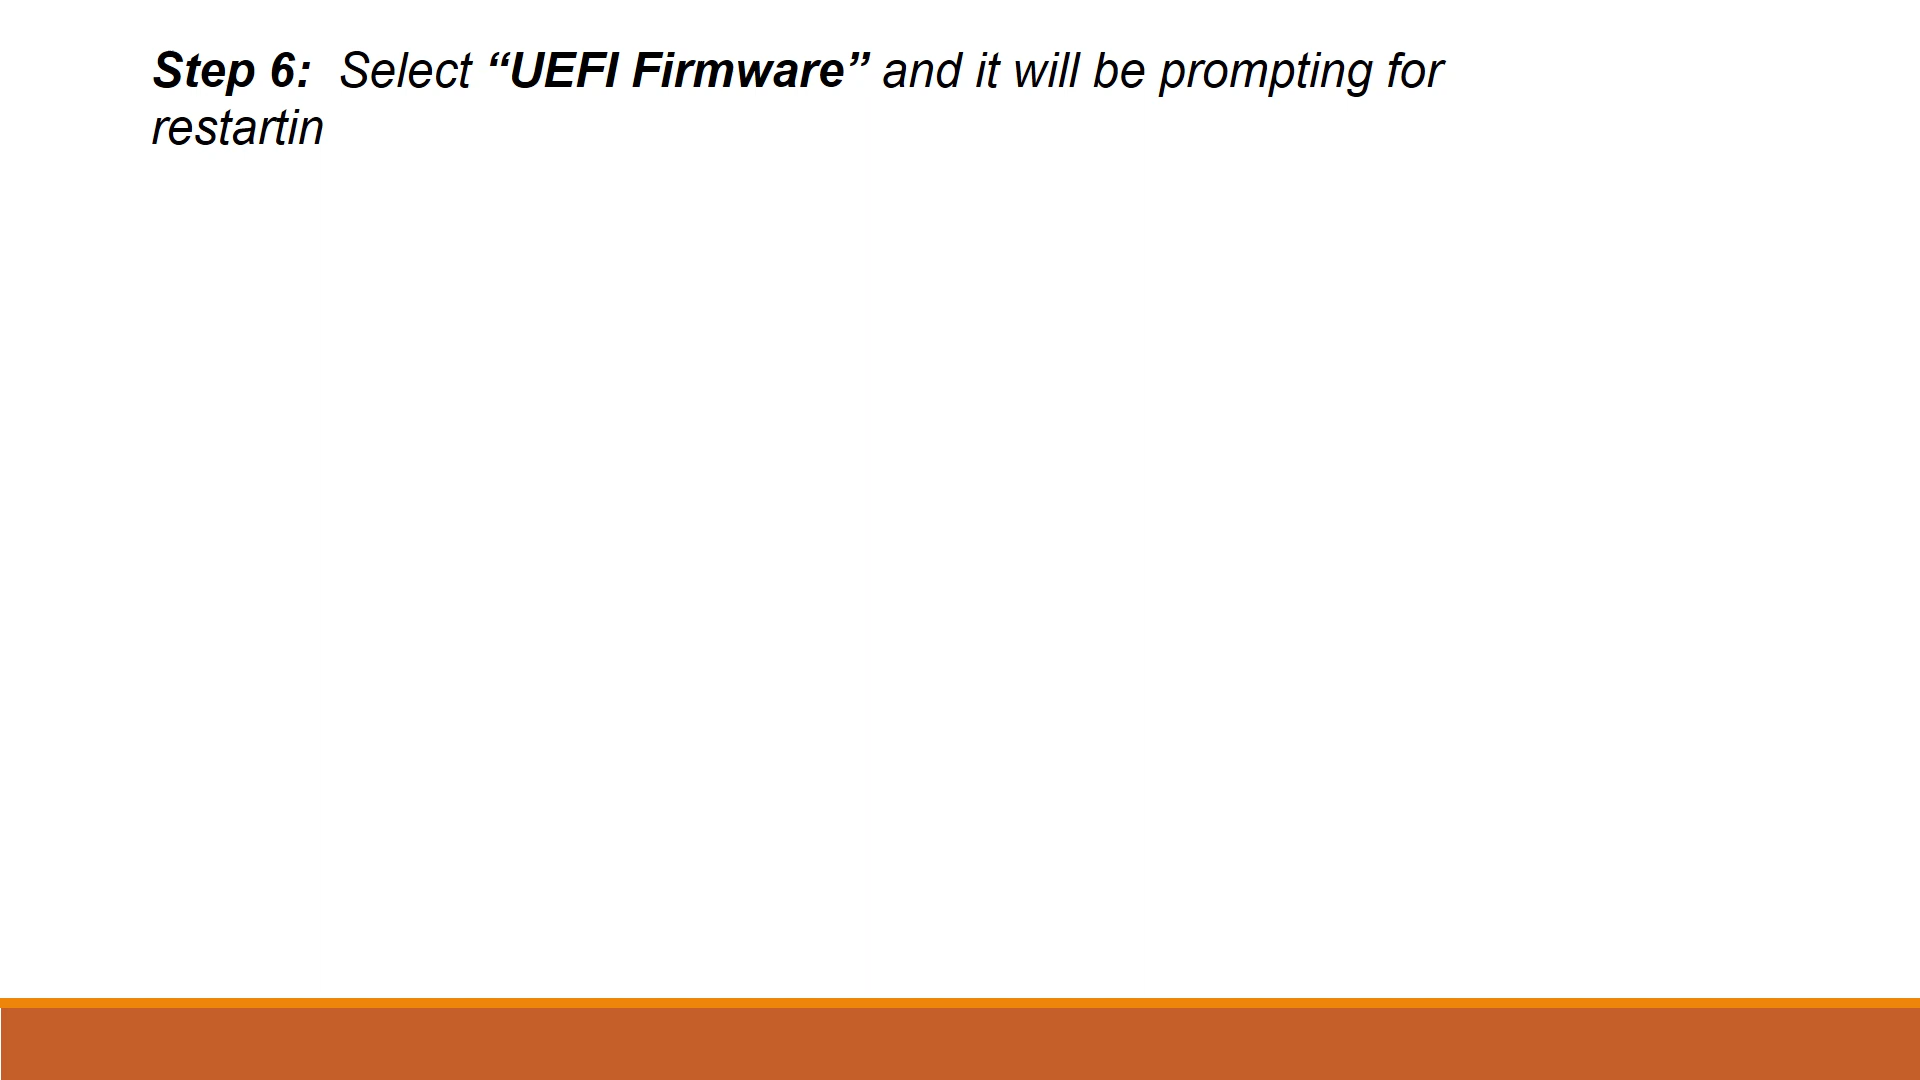 Step 6:  Select “UEFI Firmware” and it will be prompting for
restartin